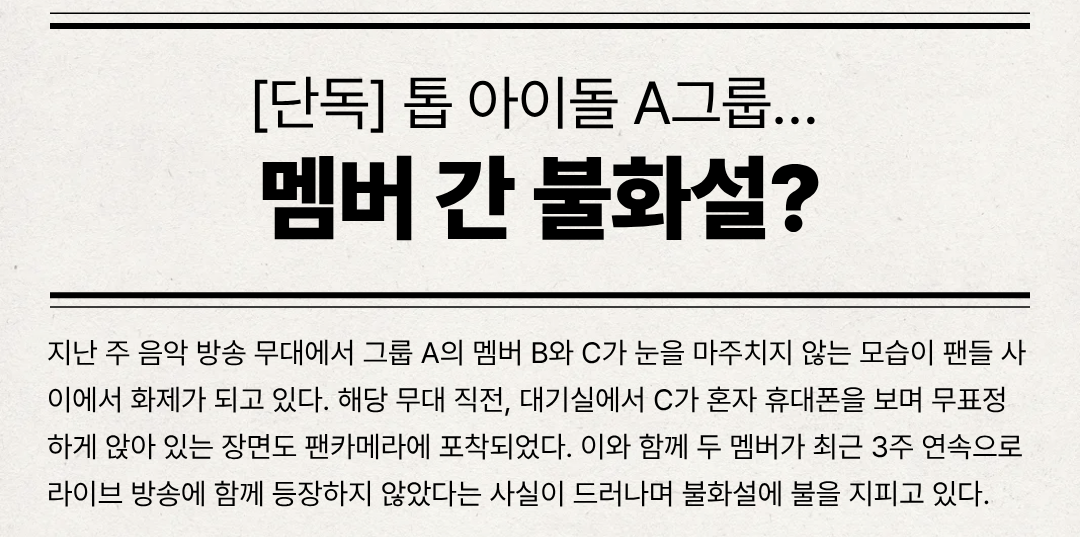 [단독] 톱 아이돌 A그룹...
멤버 간 불화설?
지난 주 음악 방송 무대에서 그룹 A의 멤버 B와 C가 눈을 마주치지 않는 모습이 팬들 사
이에서 화제가 되고 있다. 해당 무대 직전, 대기실에서 C가 혼자 휴대폰을 보며 무표정
하게 앉아 있는 장면도 팬카메라에 포착되었다. 이와 함께 두 멤버가 최근 3주 연속으로
라이브 방송에 함께 등장하지 않았다는 사실이 드러나며 불화설에 불을 지피고 있다.